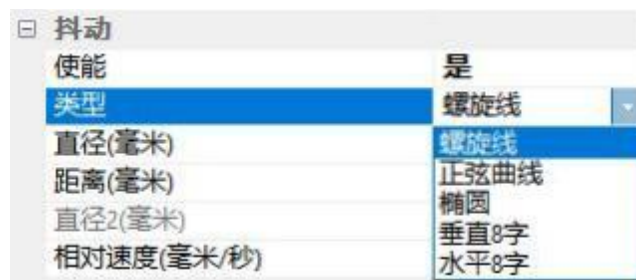 抖动
使能 是
类型 螺旋线
直径(毫米) 螺旋线
距离(毫米) 正弦曲线
直径2(毫米) 椭圆
相对速度(毫米/秒) 垂直8字
水平8字